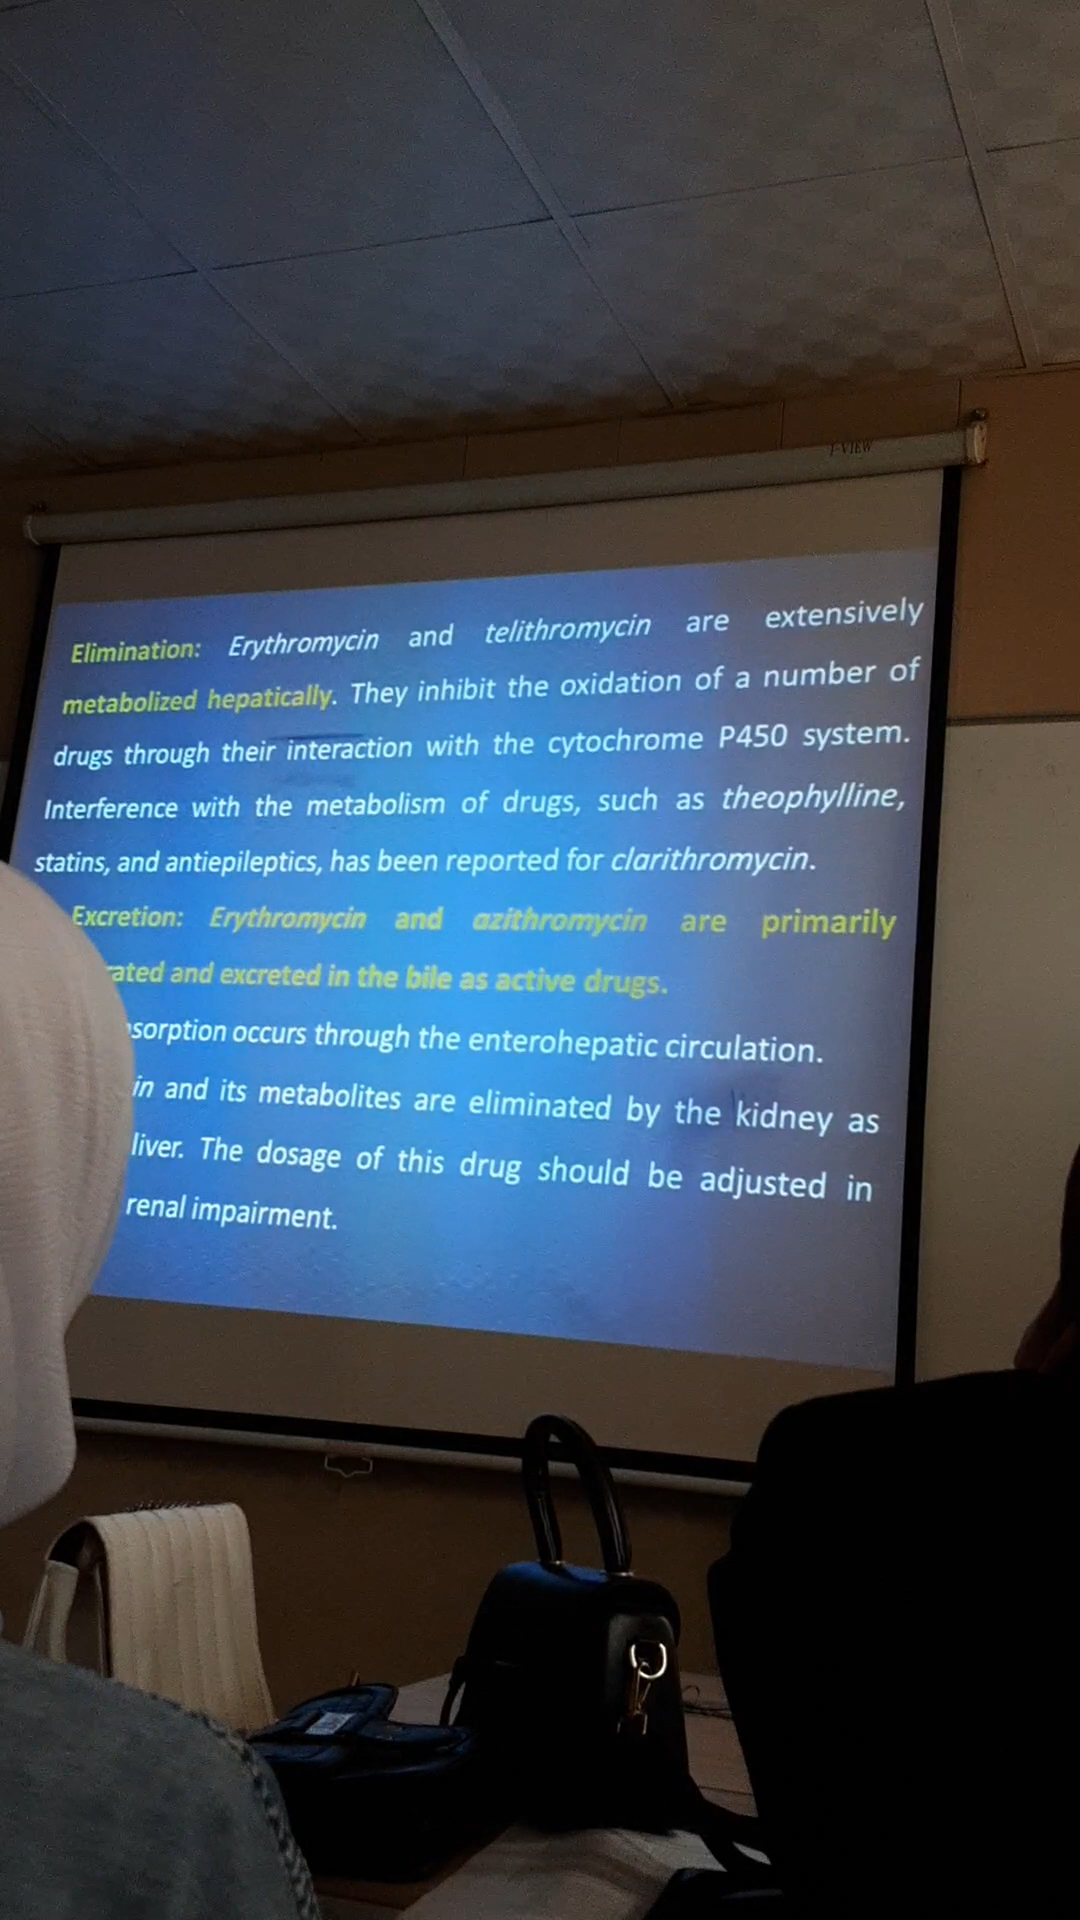 J-VIEW
Elimination: Erythromycin and telithromycin are extensively
metabolized hepatically. They inhibit the oxidation of a number of
drugs through their interaction with the cytochrome P450 system.
Interference with the metabolism of drugs, such as theophylline,
statins, and antiepileptics, has been reported for clarithromycin.
Excretion: Erythromycin and azithromycin are primarily
and excreted in the bile as active drugs.
occurs through the enterohepatic circulation.
and its metabolites are eliminated by the kidney as
liver. The dosage of this drug should be adjusted in
renal impairment.